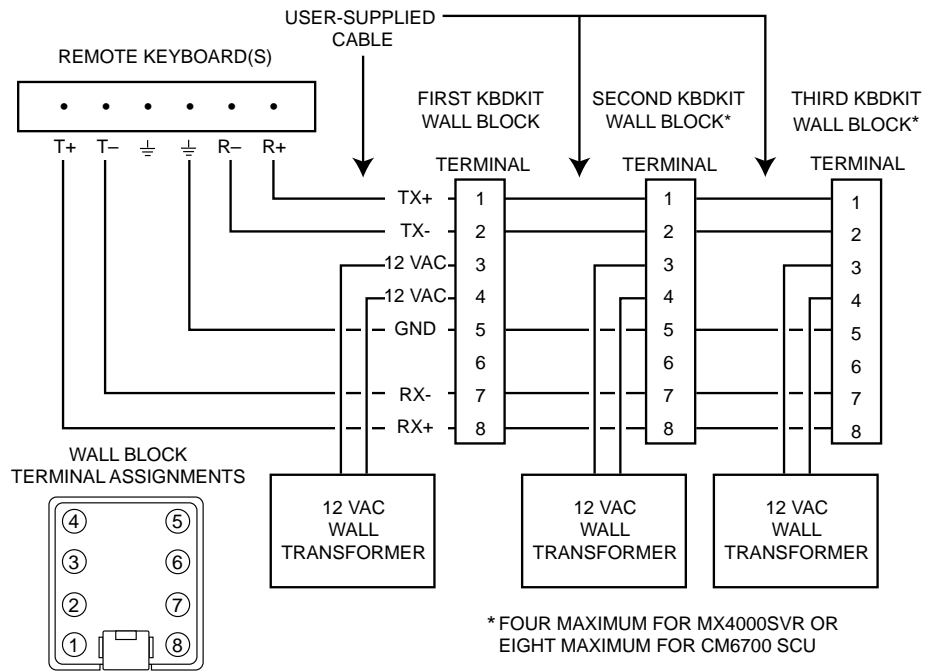 USER-SUPPLIED
CABLE
REMOTE KEYBOARD(S)
T+ T– R– R+
FIRST KBDKIT
WALL BLOCK
SECOND KBDKIT
WALL BLOCK*
THIRD KBDKIT
WALL BLOCK*
TERMINAL TERMINAL TERMINAL
TX+ 1 1 1
TX- 2 2 2
12 VAC 3 3 3
12 VAC 4 4 4
GND 5 5 5
6 6 6
RX- 7 7 7
RX+ 8 8 8
WALL BLOCK
TERMINAL ASSIGNMENTS
4 5
3 6
2 7
1 8
12 VAC
WALL
TRANSFORMER
12 VAC
WALL
TRANSFORMER
12 VAC
WALL
TRANSFORMER
* FOUR MAXIMUM FOR MX4000SVR OR
EIGHT MAXIMUM FOR CM6700 SCU